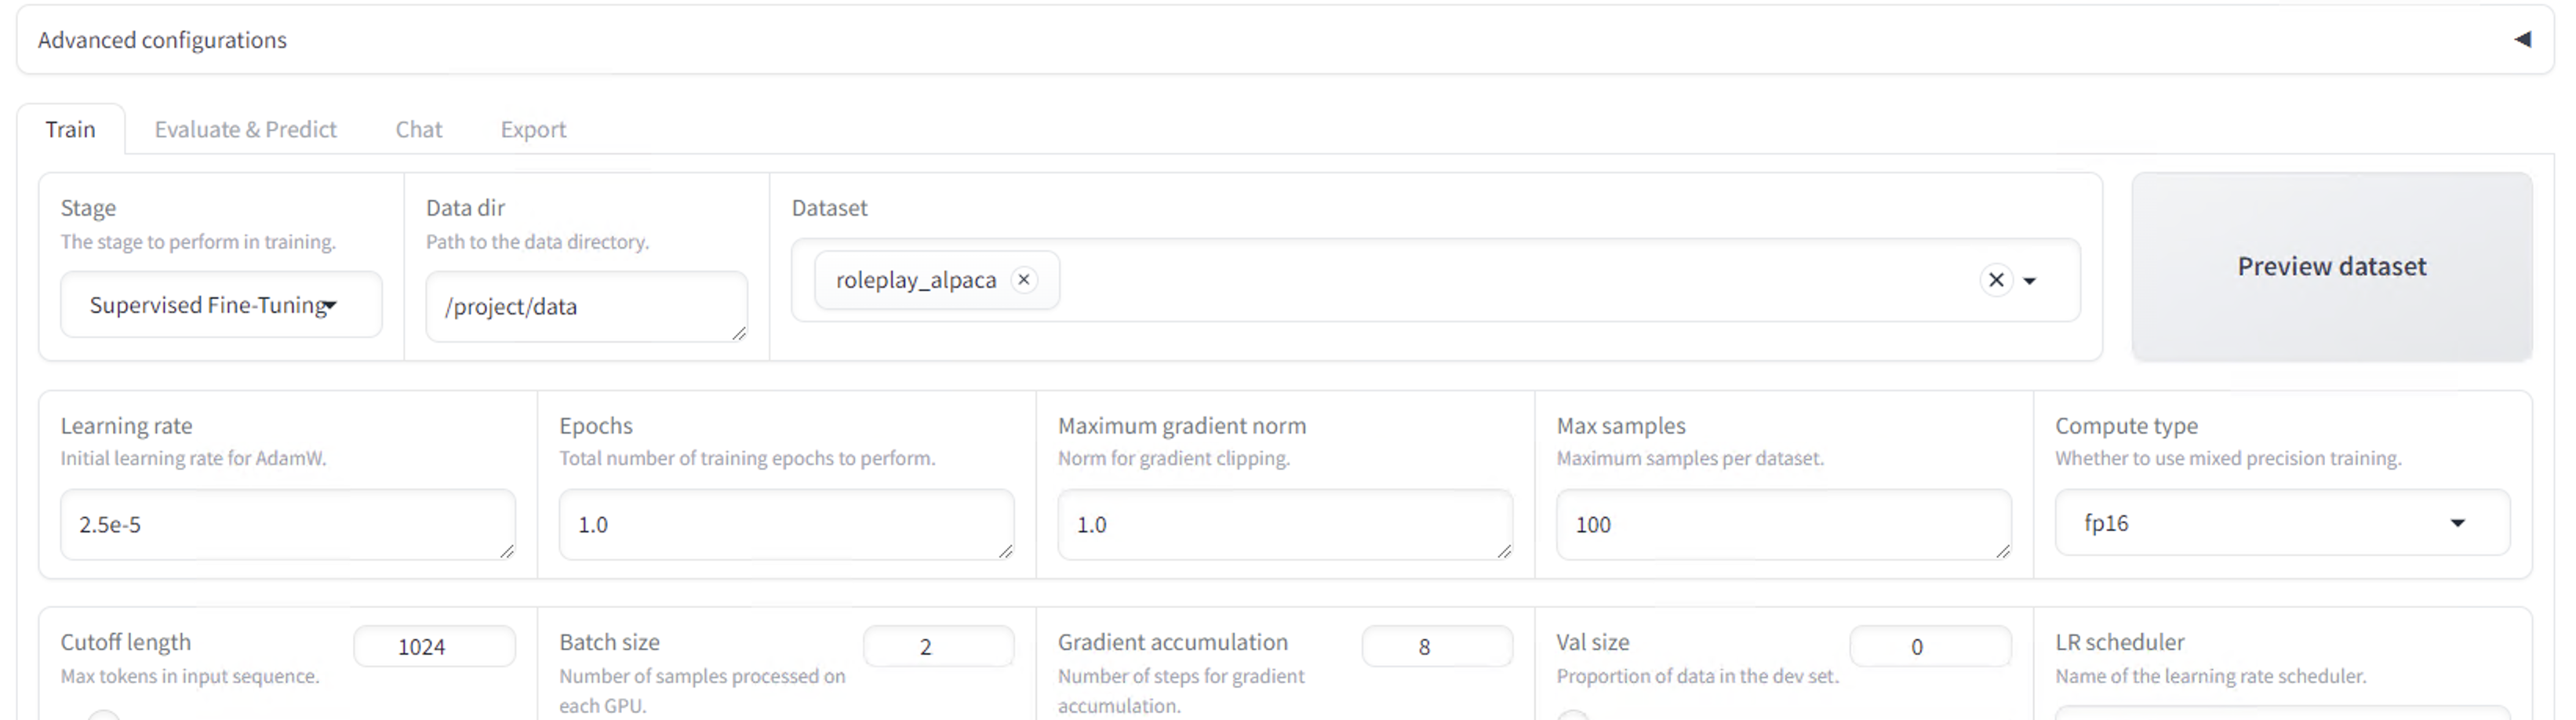 Advanced configurations
Train Evaluate & Predict Chat Export
Stage
The stage to perform in training.
Supervised Fine-Tuning
Data dir
Path to the data directory.
/project/data
Dataset
roleplay_alpaca
Preview dataset
Learning rate
Initial learning rate for AdamW.
2.5e-5
Epochs
Total number of training epochs to perform.
1.0
Maximum gradient norm
Norm for gradient clipping.
1.0
Max samples
Maximum samples per dataset.
100
Compute type
Whether to use mixed precision training.
fp16
Cutoff length
1024
Max tokens in input sequence.
Batch size
2
Number of samples processed on
each GPU.
Gradient accumulation
8
Number of steps for gradient
accumulation.
Val size
0
Proportion of data in the dev set.
LR scheduler
Name of the learning rate scheduler.